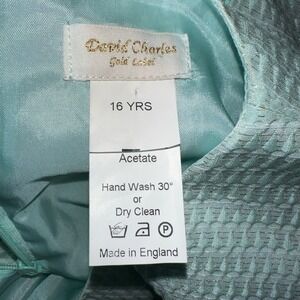 David Charles
Gold Label
16 YRS
Acetate
Hand Wash 30°
or
Dry Clean
P
Made in England